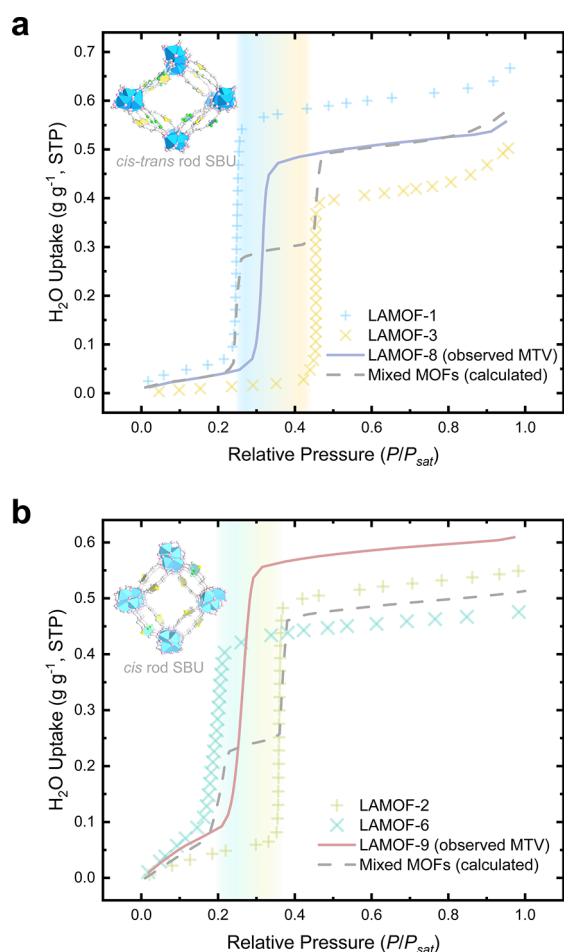 a
0.7
0.6
0.5
0.4
0.3
0.2
0.1
0.0
H₂O Uptake (g g⁻¹, STP)
cis-trans rod SBU
LAMOF-1
LAMOF-3
LAMOF-8 (observed MTV)
Mixed MOFs (calculated)
0.0 0.2 0.4 0.6 0.8 1.0
Relative Pressure (P/Psat)
b
0.6
0.5
0.4
0.3
0.2
0.1
0.0
H₂O Uptake (g g⁻¹, STP)
cis rod SBU
LAMOF-2
LAMOF-6
LAMOF-9 (observed MTV)
Mixed MOFs (calculated)
0.0 0.2 0.4 0.6 0.8 1.0
Relative Pressure (P/Psat)